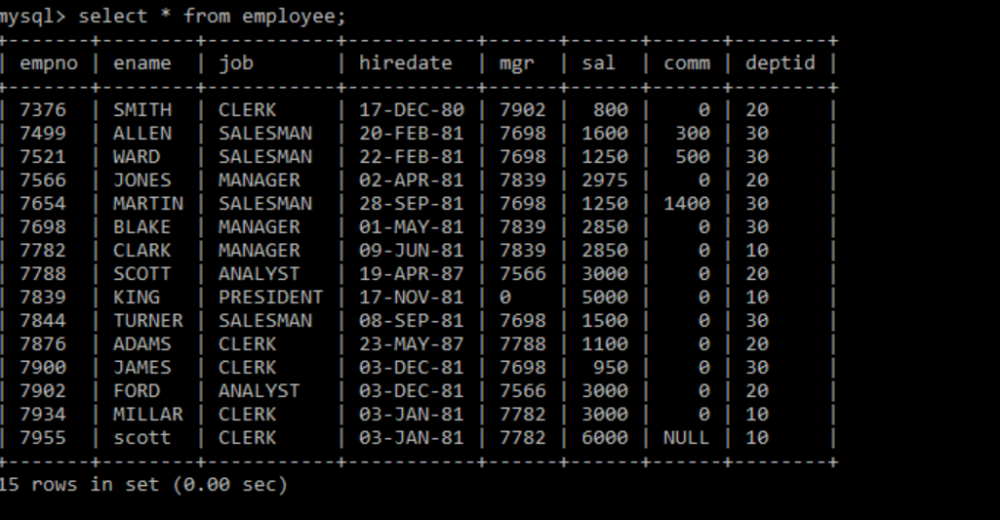 mysql> select * from employee;
+-------+--------+-----------+-----------+------+------+------+--------+
| empno | ename  | job       | hiredate  | mgr  | sal  | comm | deptid |
+-------+--------+-----------+-----------+------+------+------+--------+
| 7376  | SMITH  | CLERK     | 17-DEC-80 | 7902 |  800 |    0 | 20     |
| 7499  | ALLEN  | SALESMAN  | 20-FEB-81 | 7698 | 1600 |  300 | 30     |
| 7521  | WARD   | SALESMAN  | 22-FEB-81 | 7698 | 1250 |  500 | 30     |
| 7566  | JONES  | MANAGER   | 02-APR-81 | 7839 | 2975 |    0 | 20     |
| 7654  | MARTIN | SALESMAN  | 28-SEP-81 | 7698 | 1250 | 1400 | 30     |
| 7698  | BLAKE  | MANAGER   | 01-MAY-81 | 7839 | 2850 |    0 | 30     |
| 7782  | CLARK  | MANAGER   | 09-JUN-81 | 7839 | 2850 |    0 | 10     |
| 7788  | SCOTT  | ANALYST   | 19-APR-87 | 7566 | 3000 |    0 | 20     |
| 7839  | KING   | PRESIDENT | 17-NOV-81 | 0    | 5000 |    0 | 10     |
| 7844  | TURNER | SALESMAN  | 08-SEP-81 | 7698 | 1500 |    0 | 30     |
| 7876  | ADAMS  | CLERK     | 23-MAY-87 | 7788 | 1100 |    0 | 20     |
| 7900  | JAMES  | CLERK     | 03-DEC-81 | 7698 |  950 |    0 | 30     |
| 7902  | FORD   | ANALYST   | 03-DEC-81 | 7566 | 3000 |    0 | 20     |
| 7934  | MILLAR | CLERK     | 03-JAN-81 | 7782 | 3000 |    0 | 10     |
| 7955  | scott  | CLERK     | 03-JAN-81 | 7782 | 6000 | NULL | 10     |
+-------+--------+-----------+-----------+------+------+------+--------+
15 rows in set (0.00 sec)